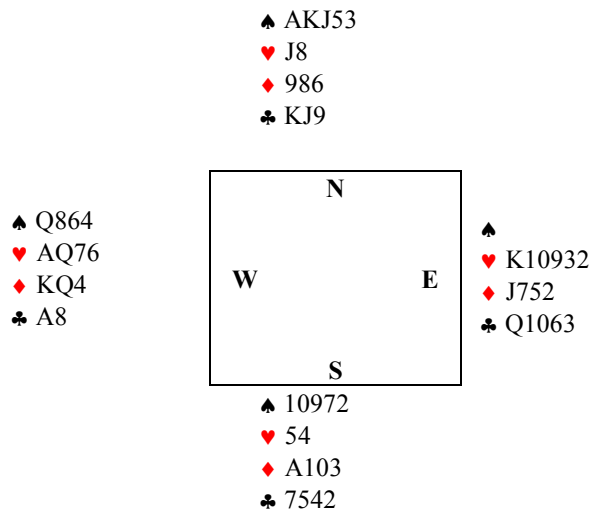 ♠ AKJ53
♥ J8
♦ 986
♣ KJ9
N
♠ Q864
♥ AQ76
♦ KQ4
♣ A8
W
E
♠
♥ K10932
♦ J752
♣ Q1063
S
♠ 10972
♥ 54
♦ A103
♣ 7542